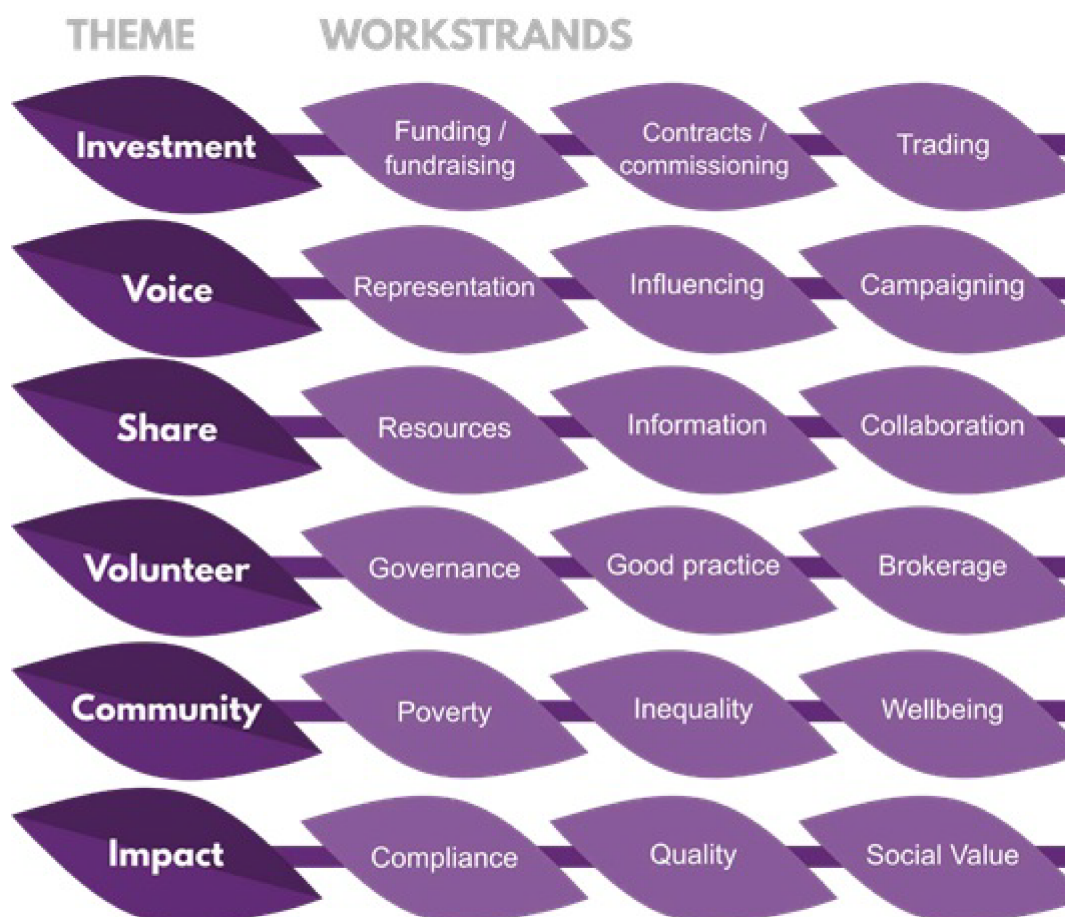 THEME WORKSTRANDS
Investment
Funding /
fundraising
Contracts /
commissioning
Trading
Voice
Representation
Influencing
Campaigning
Share
Resources
Information
Collaboration
Volunteer
Governance
Good practice
Brokerage
Community
Poverty
Inequality
Wellbeing
Impact
Compliance
Quality
Social Value